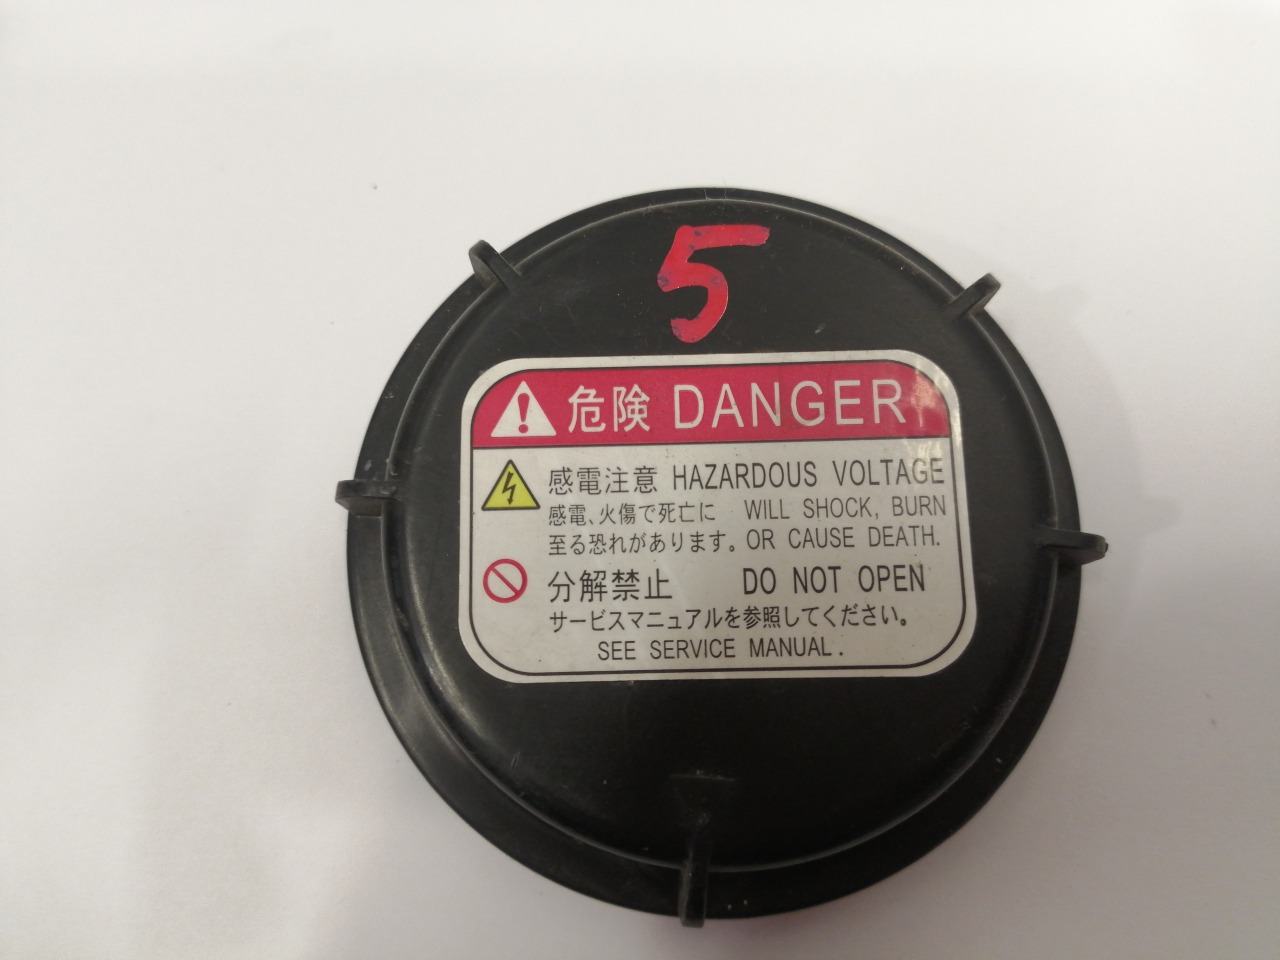 5
危険 DANGER
感電注意 HAZARDOUS VOLTAGE
感電、火傷で死亡に WILL SHOCK, BURN
至る恐れがあります。 OR CAUSE DEATH.
分解禁止 DO NOT OPEN
サービスマニュアルを参照してください。
SEE SERVICE MANUAL.